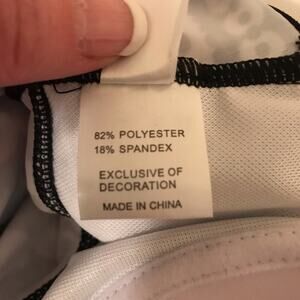 82% POLYESTER
18% SPANDEX
EXCLUSIVE OF
DECORATION
MADE IN CHINA